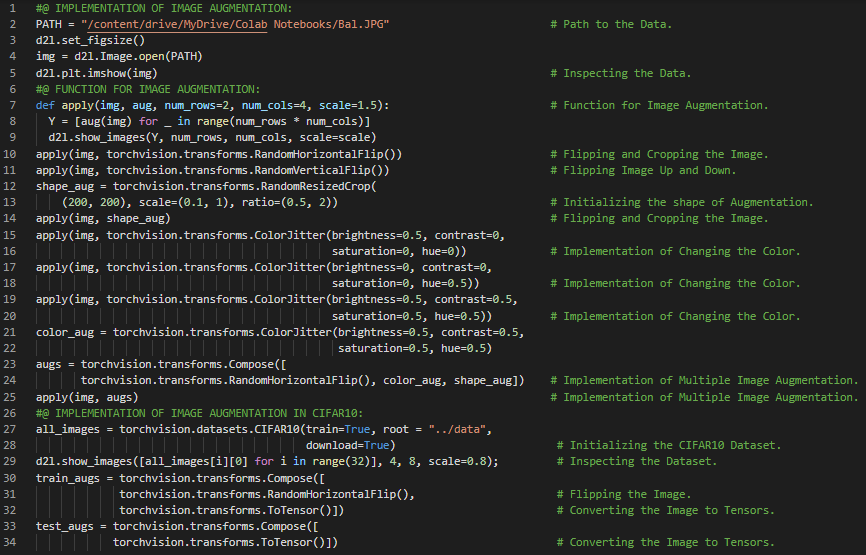 1 #@ IMPLEMENTATION OF IMAGE AUGMENTATION:
2 PATH = "/content/drive/MyDrive/Colab Notebooks/Bal.JPG" # Path to the Data.
3 d2l.set_figsize()
4 img = d2l.Image.open(PATH)
5 d2l.plt.imshow(img) # Inspecting the Data.
6 #@ FUNCTION FOR IMAGE AUGMENTATION:
7 def apply(img, aug, num_rows=2, num_cols=4, scale=1.5): # Function for Image Augmentation.
8 Y = [aug(img) for _ in range(num_rows * num_cols)]
9 d2l.show_images(Y, num_rows, num_cols, scale=scale)
10 apply(img, torchvision.transforms.RandomHorizontalFlip()) # Flipping and Cropping the Image.
11 apply(img, torchvision.transforms.RandomVerticalFlip()) # Flipping Image Up and Down.
12 shape_aug = torchvision.transforms.RandomResizedCrop(
13 (200, 200), scale=(0.1, 1), ratio=(0.5, 2)) # Initializing the shape of Augmentation.
14 apply(img, shape_aug) # Flipping and Cropping the Image.
15 apply(img, torchvision.transforms.ColorJitter(brightness=0.5, contrast=0,
16 saturation=0, hue=0)) # Implementation of Changing the Color.
17 apply(img, torchvision.transforms.ColorJitter(brightness=0, contrast=0,
18 saturation=0, hue=0.5)) # Implementation of Changing the Color.
19 apply(img, torchvision.transforms.ColorJitter(brightness=0.5, contrast=0.5,
20 saturation=0.5, hue=0.5)) # Implementation of Changing the Color.
21 color_aug = torchvision.transforms.ColorJitter(brightness=0.5, contrast=0.5,
22 saturation=0.5, hue=0.5)
23 augs = torchvision.transforms.Compose([
24 torchvision.transforms.RandomHorizontalFlip(), color_aug, shape_aug]) # Implementation of Multiple Image Augmentation.
25 apply(img, augs) # Implementation of Multiple Image Augmentation.
26 #@ IMPLEMENTATION OF IMAGE AUGMENTATION IN CIFAR10:
27 all_images = torchvision.datasets.CIFAR10(train=True, root = "../data",
28 download=True) # Initializing the CIFAR10 Dataset.
29 d2l.show_images([all_images[i][0] for i in range(32)], 4, 8, scale=0.8); # Inspecting the Dataset.
30 train_augs = torchvision.transforms.Compose([
31 torchvision.transforms.RandomHorizontalFlip(), # Flipping the Image.
32 torchvision.transforms.ToTensor()]) # Converting the Image to Tensors.
33 test_augs = torchvision.transforms.Compose([
34 torchvision.transforms.ToTensor()]) # Converting the Image to Tensors.